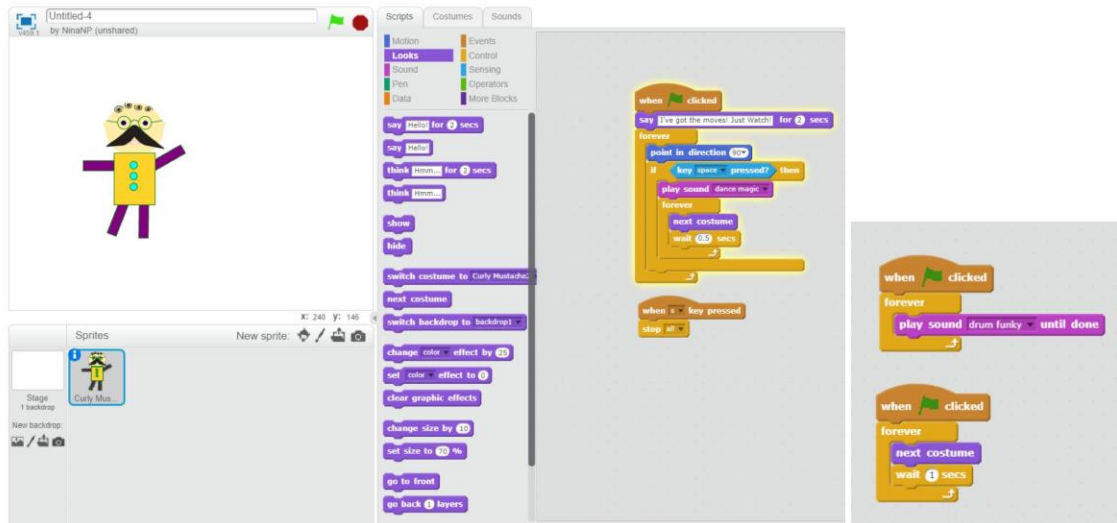 Untitled-4
v459.1
by NinaNP (unshared)
x: 240 y: 146
Sprites
New sprite:
Stage
1 backdrop
New backdrop:
Curly Mus...
Scripts
Costumes
Sounds
Motion
Looks
Sound
Pen
Data
Events
Control
Sensing
Operators
More Blocks
say Hello! for 2 secs
say Hello!
think Hmm... for 2 secs
think Hmm...
show
hide
switch costume to Curly Mustache2
next costume
switch backdrop to backdrop1
change color effect by 25
set color effect to 0
clear graphic effects
change size by 10
set size to 70 %
go to front
go back 1 layers
when clicked
say I've got the moves! Just Watch! for 2 secs
forever
point in direction 90
if key space pressed? then
play sound dance magic
forever
next costume
wait 0.5 secs
when s key pressed
stop all
when clicked
forever
play sound drum funky until done
when clicked
forever
next costume
wait 1 secs